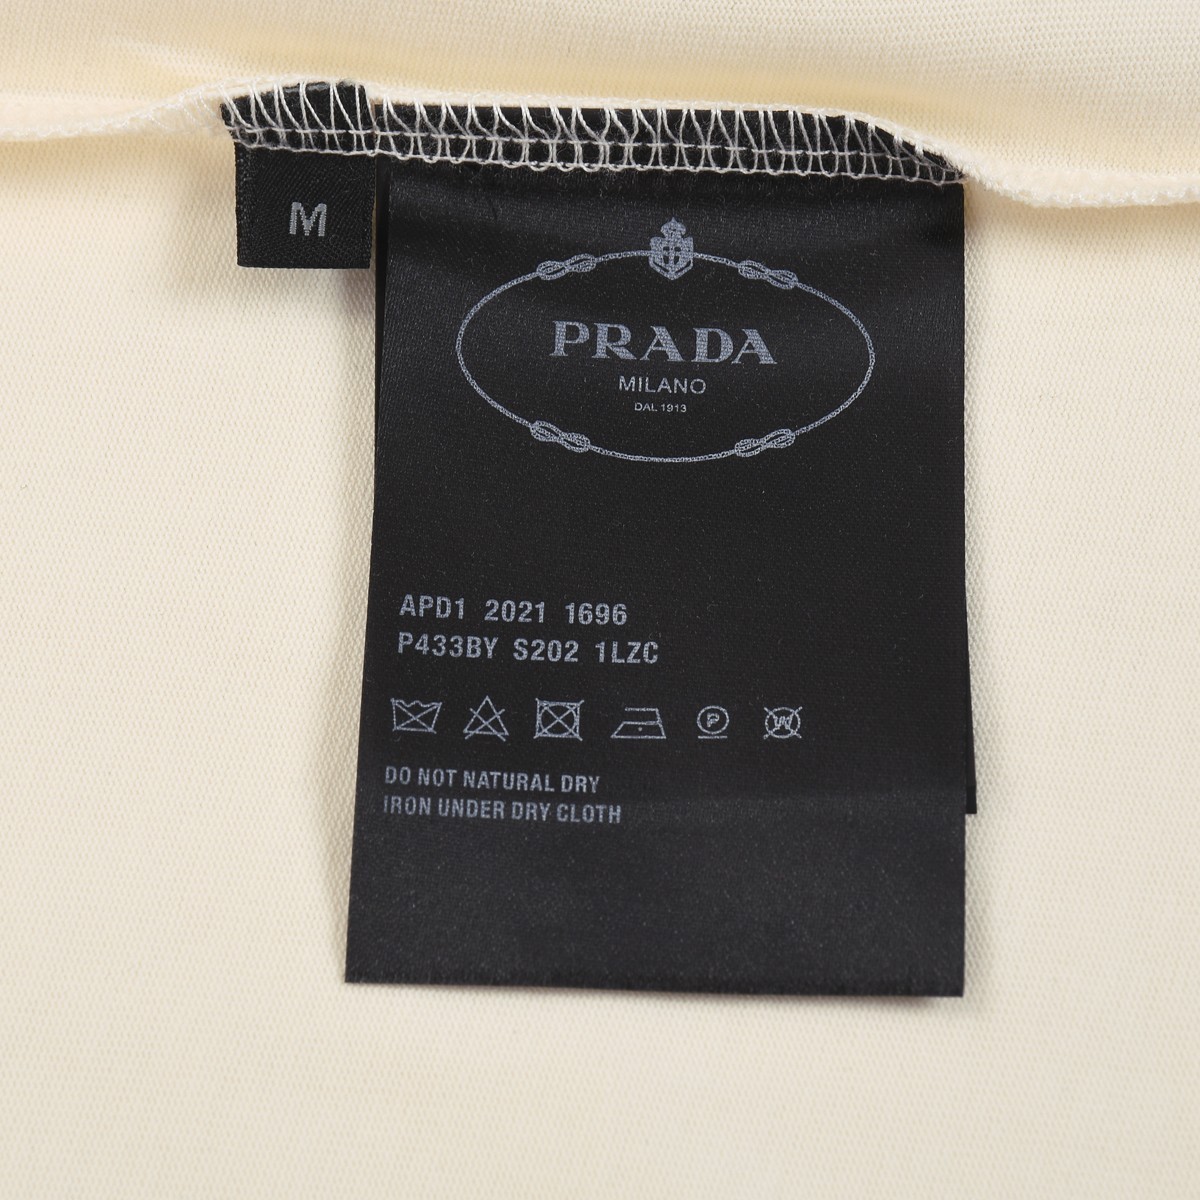 M
PRADA
MILANO
DAL 1913
APD1 2021 1696
P433BY S202 1LZC
P W
DO NOT NATURAL DRY
IRON UNDER DRY CLOTH